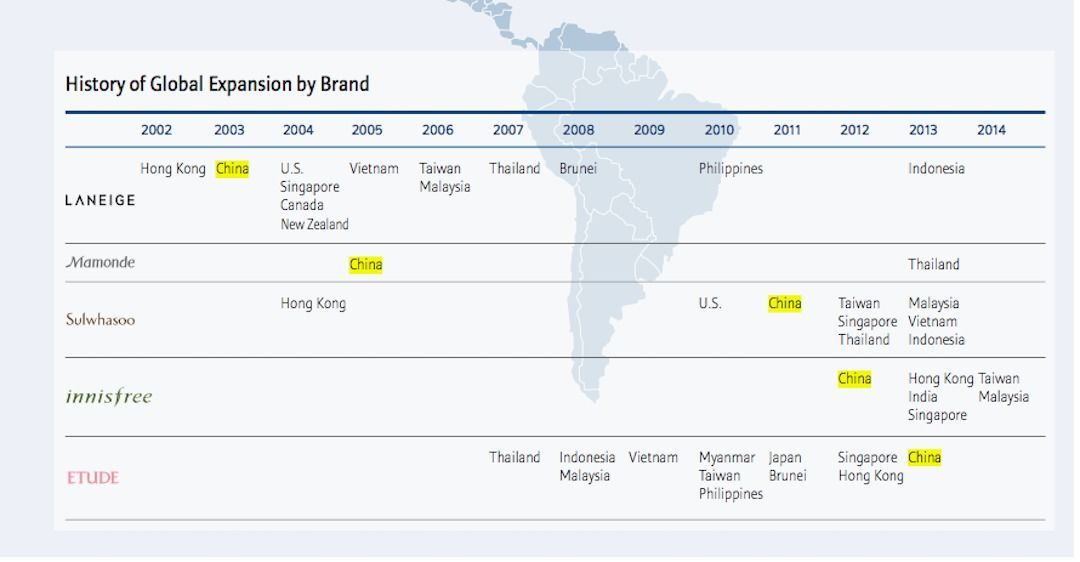 History of Global Expansion by Brand
2002 2003 2004 2005 2006 2007 2008 2009 2010 2011 2012 2013 2014
LANEIGE
Hong Kong China U.S. Vietnam Taiwan Thailand Brunei Philippines Indonesia
Singapore Malaysia
Canada
New Zealand
Mamonde China Thailand
Sulwhasoo
Hong Kong U.S. China Taiwan Malaysia
Singapore Vietnam
Thailand Indonesia
innisfree
China Hong Kong Taiwan
India Malaysia
Singapore
ETUDE
Thailand Indonesia Vietnam Myanmar Japan Singapore China
Malaysia Taiwan Brunei Hong Kong
Philippines